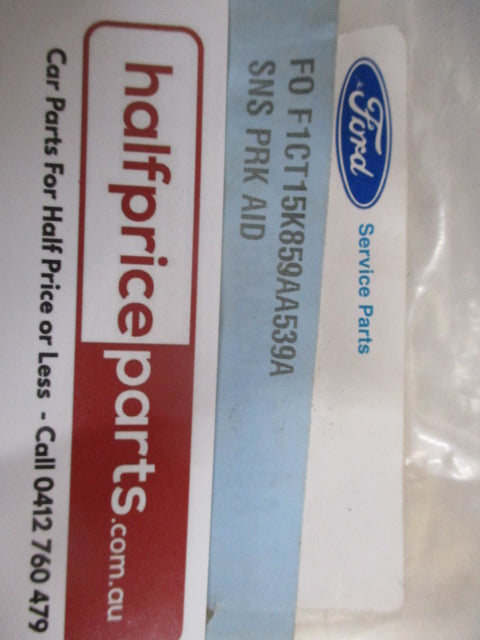 Ford
Service Parts
FO F1CT15K859AA539A
SNS PRK AID
halfpriceparts.com.au
Car Parts For Half Price or Less - Call 0412 760 479